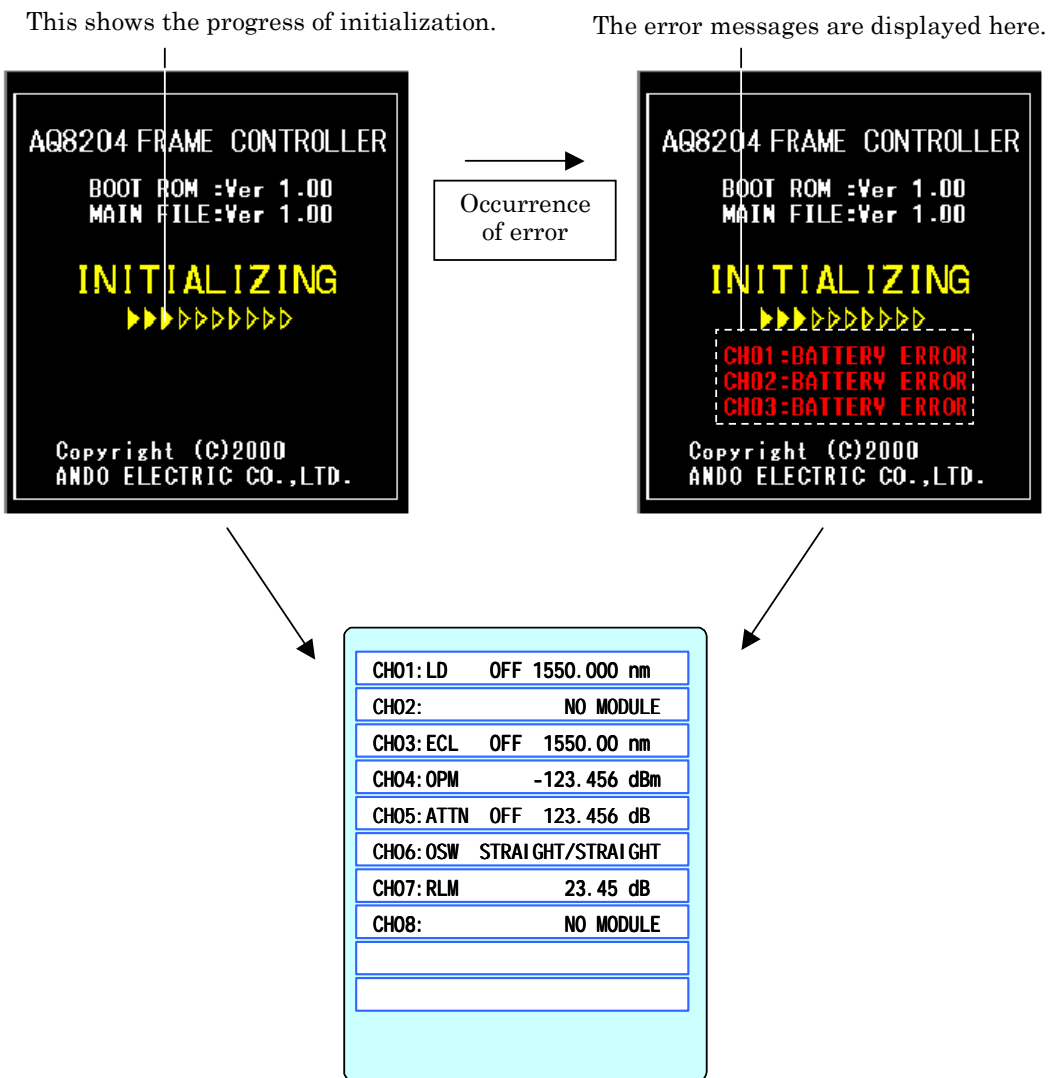 This shows the progress of initialization.
The error messages are displayed here.
AQ8204 FRAME CONTROLLER
BOOT ROM :Ver 1.00
MAIN FILE:Ver 1.00
INITIALIZING
Copyright (C)2000
ANDO ELECTRIC CO.,LTD.
Occurrence
of error
AQ8204 FRAME CONTROLLER
BOOT ROM :Ver 1.00
MAIN FILE:Ver 1.00
INITIALIZING
CH01:BATTERY ERROR
CH02:BATTERY ERROR
CH03:BATTERY ERROR
Copyright (C)2000
ANDO ELECTRIC CO.,LTD.
CH01:LD OFF 1550.000 nm
CH02: NO MODULE
CH03:ECL OFF 1550.00 nm
CH04:OPM -123.456 dBm
CH05:ATTN OFF 123.456 dB
CH06:OSW STRAIGHT/STRAIGHT
CH07:RLM 23.45 dB
CH08: NO MODULE